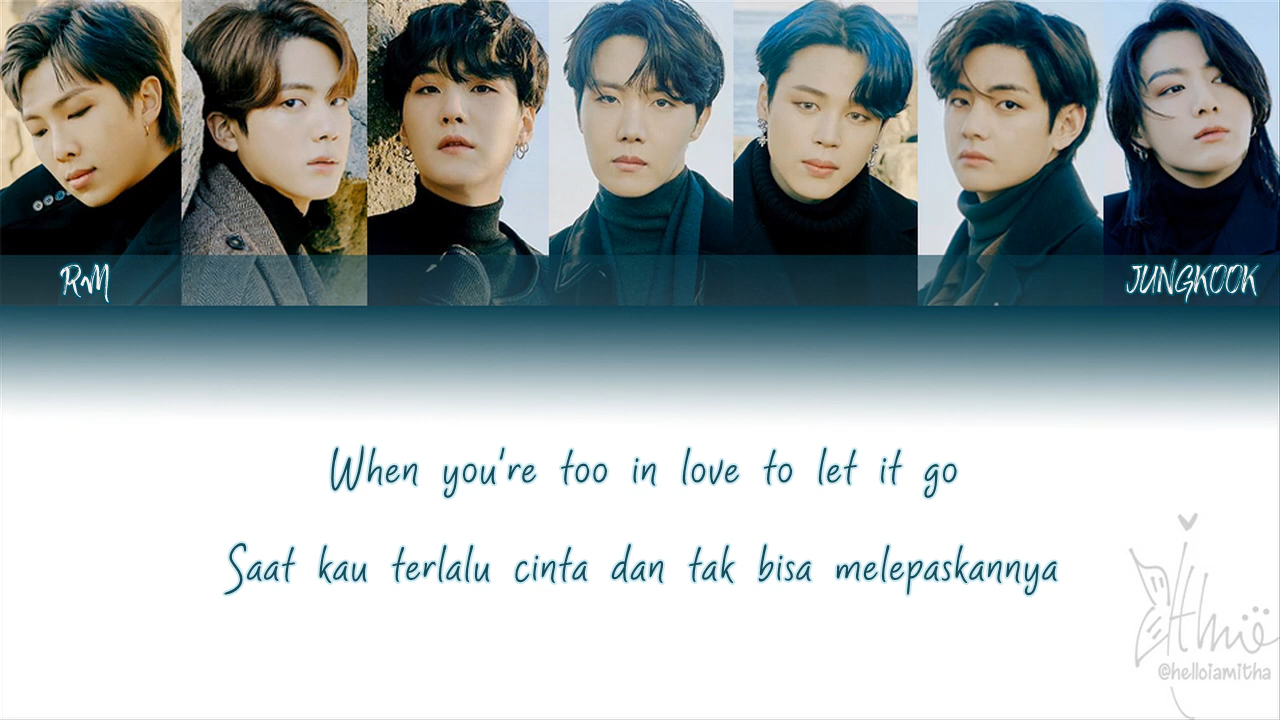 RM
JUNGKOOK
When you're too in love to let it go
Saat kau terlalu cinta dan tak bisa melepaskannya
@helloiamitha